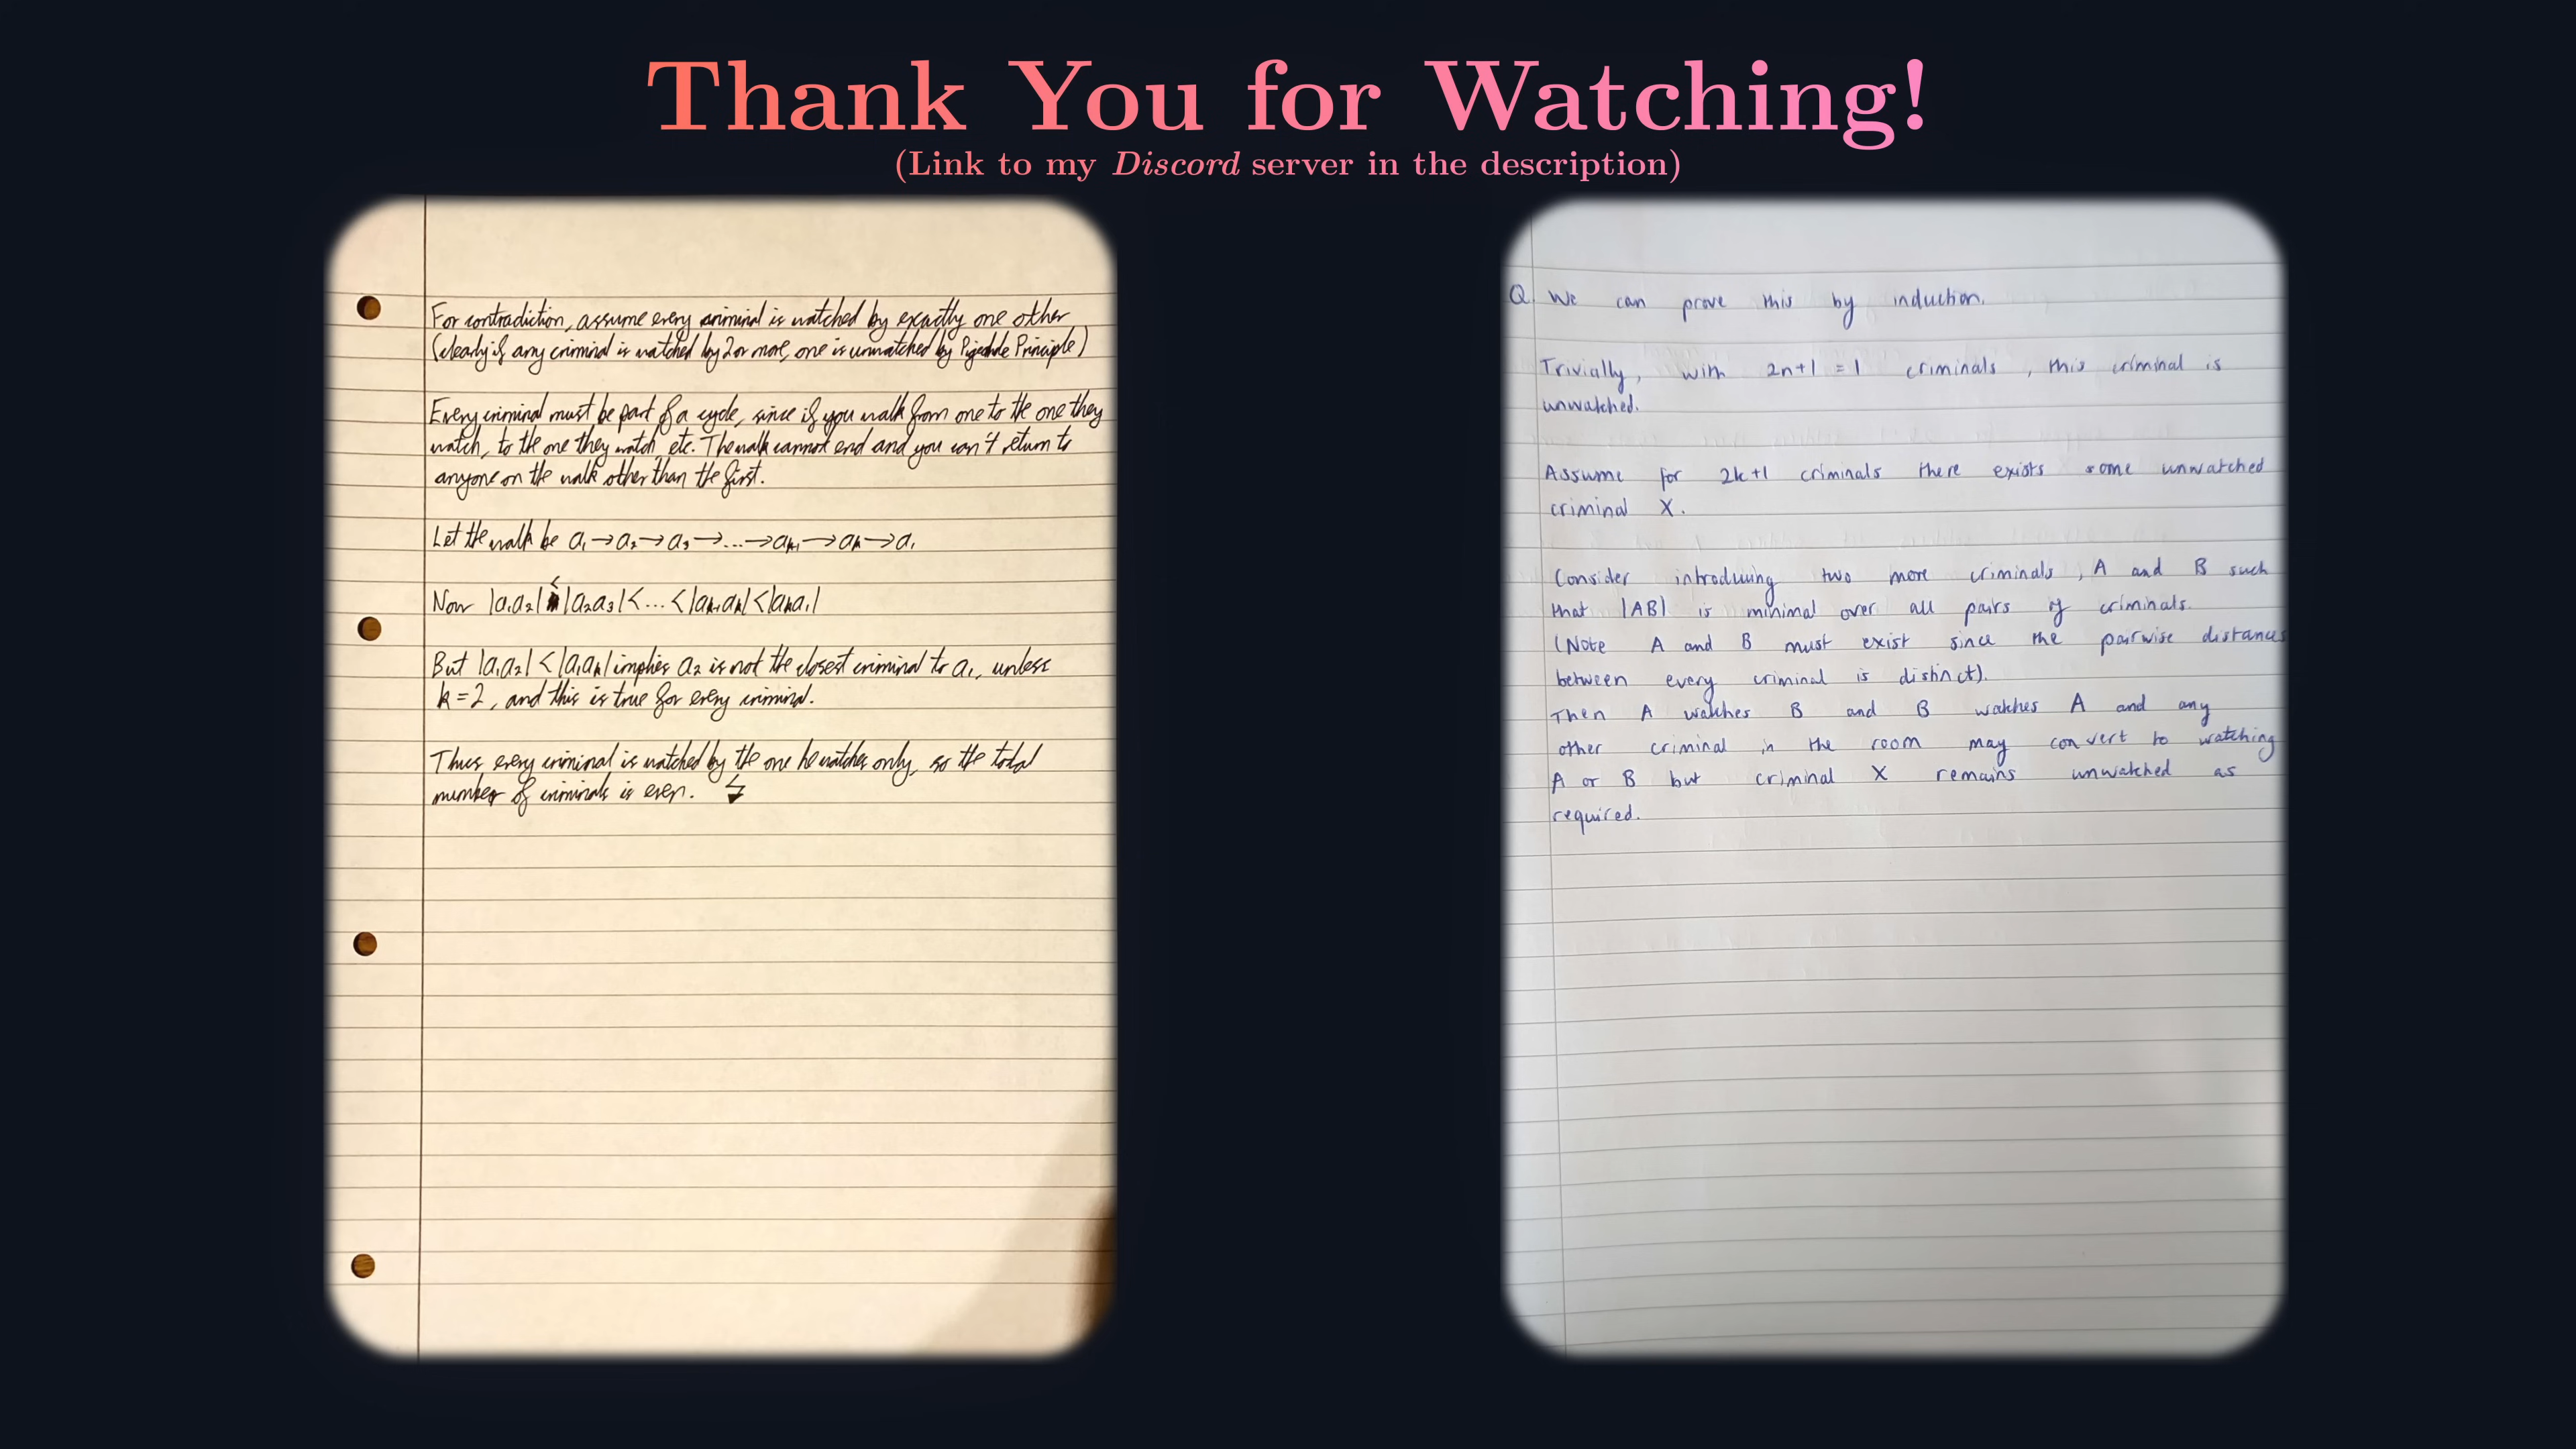 Thank You for Watching!
(Link to my Discord server in the description)
For contradiction, assume every criminal is watched by exactly one other
(clearly if any criminal is watched by 2 or more, one is unwatched by Pigeonhole Principle)
Every criminal must be part of a cycle, since if you walk from one to the one they
watch, to the one they watch, etc. The walk cannot end and you can't return to
anyone on the walk other than the first.
Let the walk be a₁→a₂→a₃→...→aₖ₋₁→aₖ→a₁
Now |a₁a₂|<|a₂a₃|<...<|aₖ₋₁aₖ|<|aₖa₁|
But |a₁a₂|<|a₁aₖ| implies a₂ is not the closest criminal to a₁, unless
k=2, and this is true for every criminal.
Thus every criminal is watched by the one he watches only, so the total
number of criminals is even.
Q. We can prove this by induction.
Trivially, with 2n+1 = 1 criminals, this criminal is
unwatched.
Assume for 2k+1 criminals there exists some unwatched
criminal X.
Consider introducing two more criminals, A and B such
that |AB| is minimal over all pairs of criminals.
(Note A and B must exist since the pairwise distances
between every criminal is distinct).
Then A watches B and B watches A and any
other criminal in the room may convert to watching
A or B but criminal X remains unwatched as
required.